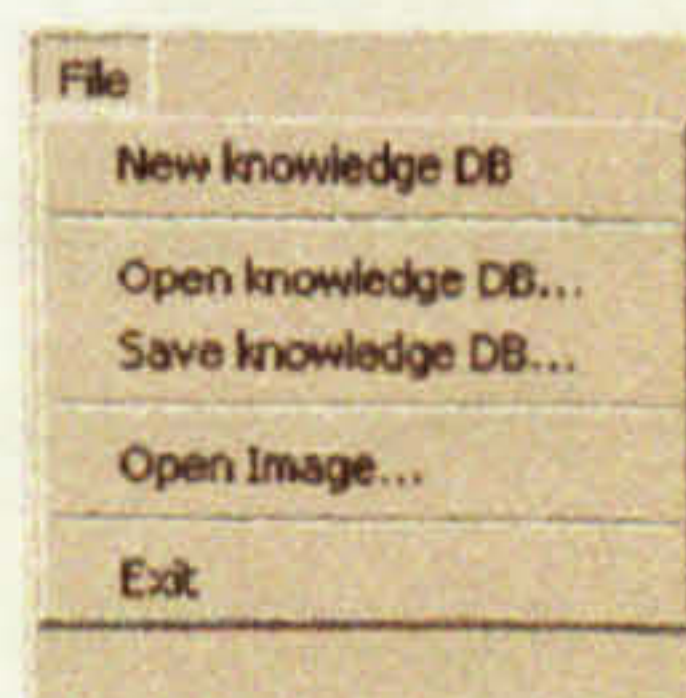 File
New knowledge DB
Open knowledge DB...
Save knowledge DB...
Open Image...
Exit